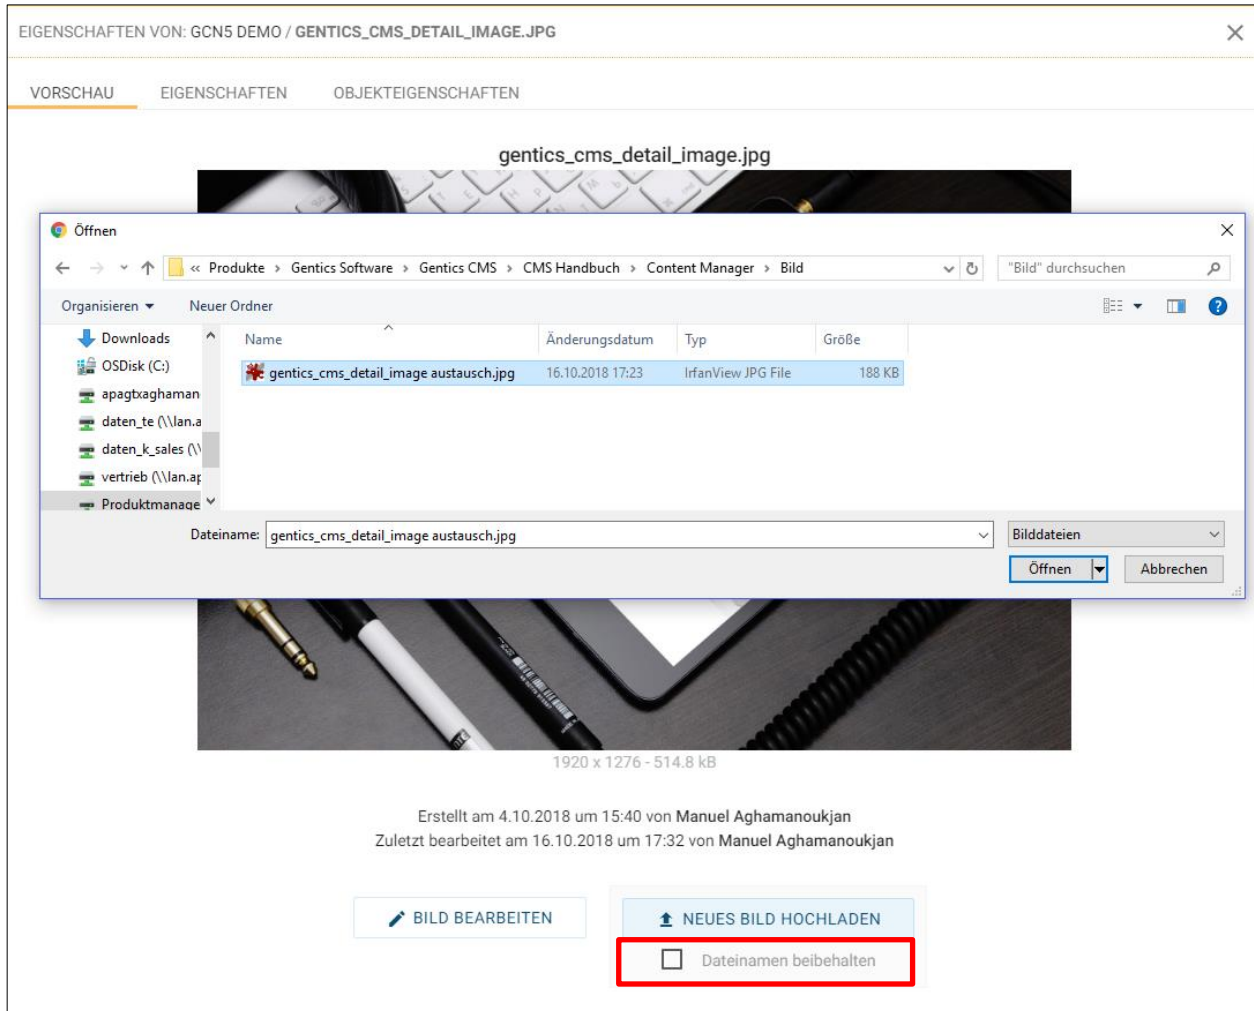 EIGENSCHAFTEN VON: GCN5 DEMO / GENTICS_CMS_DETAIL_IMAGE.JPG
VORSCHAU EIGENSCHAFTEN OBJEKTEIGENSCHAFTEN
gentics_cms_detail_image.jpg
Öffnen
« Produkte > Gentics Software > Gentics CMS > CMS Handbuch > Content Manager > Bild "Bild" durchsuchen
Organisieren Neuer Ordner
Downloads Name Änderungsdatum Typ Größe
OSDisk (C:) gentics_cms_detail_image austausch.jpg 16.10.2018 17:23 IrfanView JPG File 188 KB
apagtxaghaman
daten_te (\\lan.a
daten_k_sales (\\
vertrieb (\\lan.ap
Produktmanage
Dateiname: gentics_cms_detail_image austausch.jpg Bilddateien
Öffnen Abbrechen
1920 x 1276 - 514.8 kB
Erstellt am 4.10.2018 um 15:40 von Manuel Aghamanoukjan
Zuletzt bearbeitet am 16.10.2018 um 17:32 von Manuel Aghamanoukjan
BILD BEARBEITEN NEUES BILD HOCHLADEN
Dateinamen beibehalten